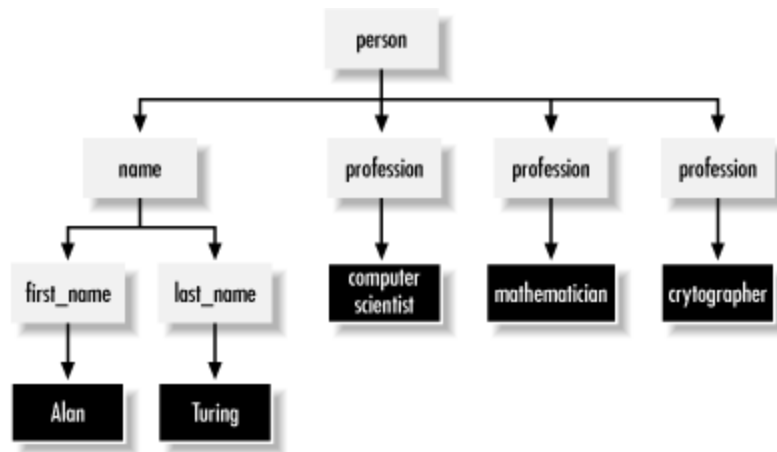 person
name
profession
profession
profession
first_name
last_name
computer
scientist
mathematician
crytographer
Alan
Turing